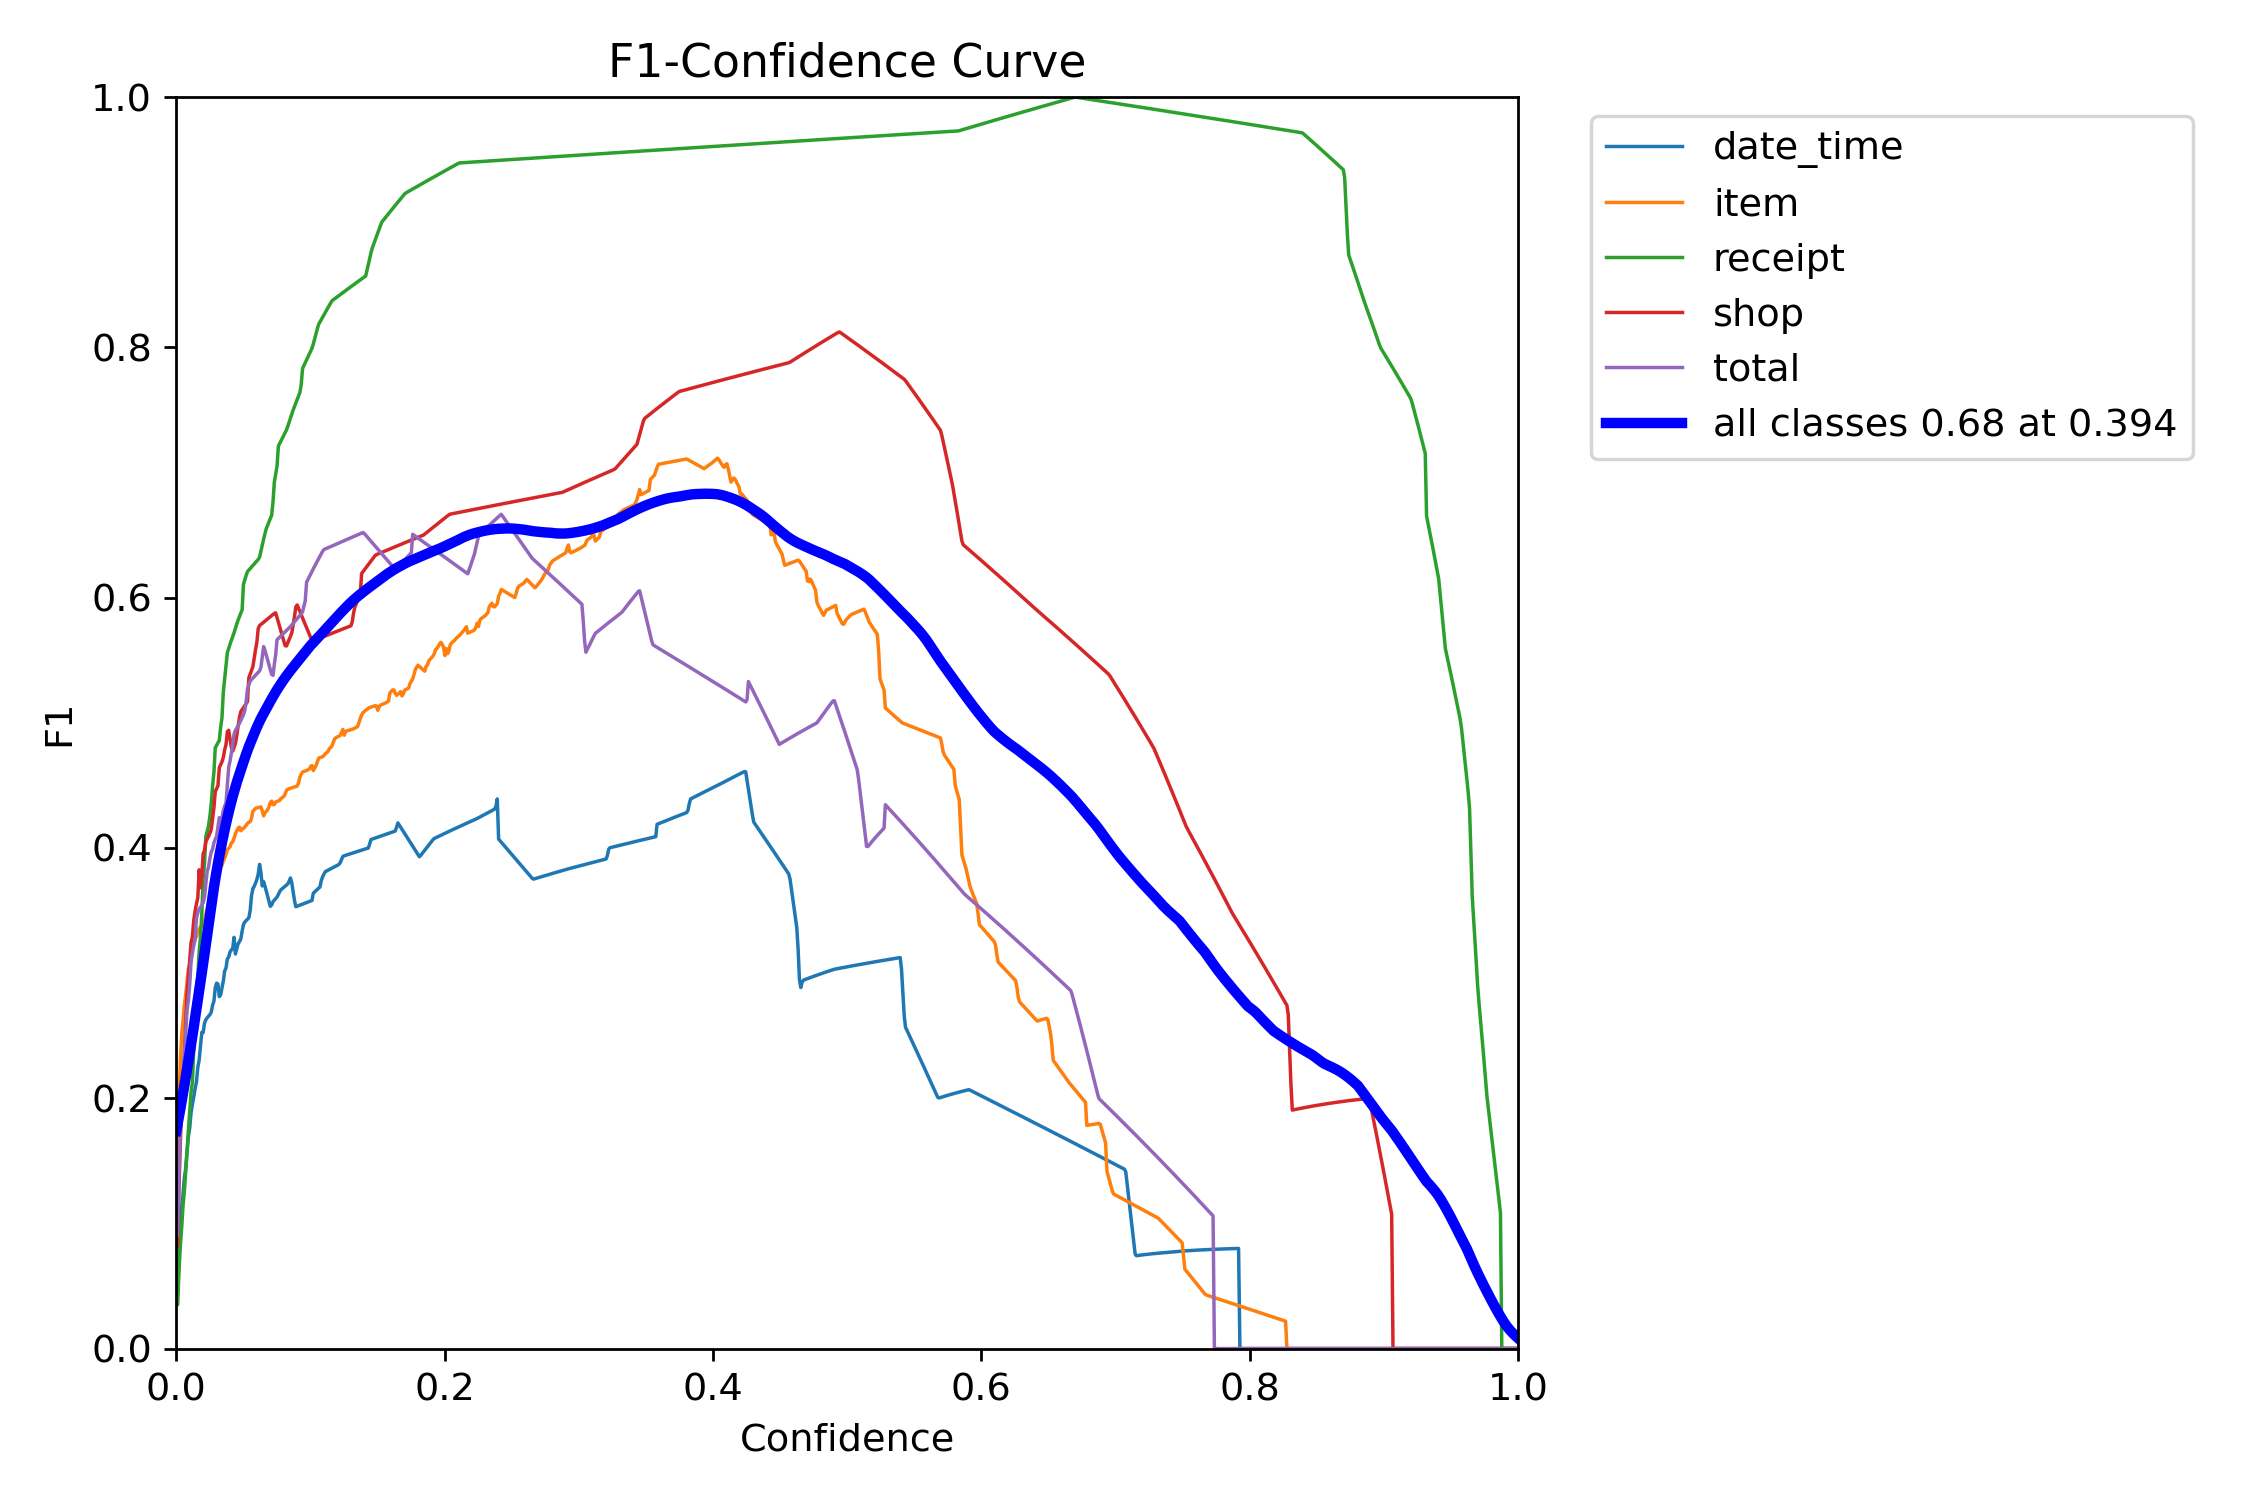 F1-Confidence Curve
1.0
0.8
0.6
0.4
0.2
0.0
F1
0.0 0.2 0.4 0.6 0.8 1.0
Confidence
date_time
item
receipt
shop
total
all classes 0.68 at 0.394